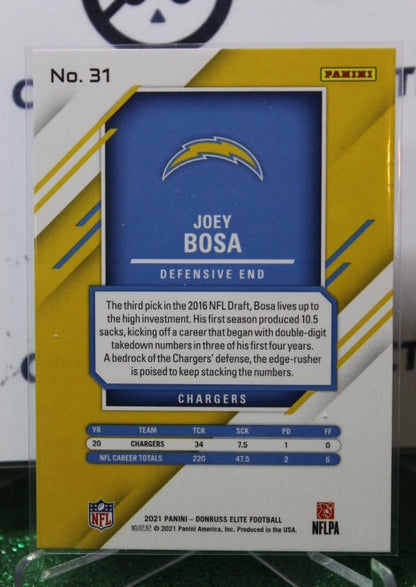 No. 31
PANINI
JOEY
BOSA
DEFENSIVE END
The third pick in the 2016 NFL Draft, Bosa lives up to
the high investment. His first season produced 10.5
sacks, kicking off a career that began with double-digit
takedown numbers in three of his first four years.
A bedrock of the Chargers' defense, the edge-rusher
is poised to keep stacking the numbers.
CHARGERS
YR TEAM TCK SCK PD FF
20 CHARGERS 34 7.5 1 0
NFL CAREER TOTALS 220 47.5 2 6
NFL
2021 PANINI – DONRUSS ELITE FOOTBALL
帕尼尼 © 2021 Panini America, Inc. Produced in the USA.
NFLPA